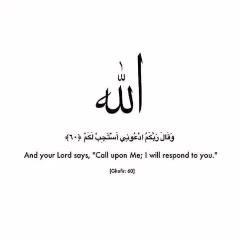 الله
وَقَالَ رَبُّكُمُ ادْعُونِي أَسْتَجِبْ لَكُمْ ﴿٦٠﴾
And your Lord says, "Call upon Me; I will respond to you."
[Ghafir: 60]